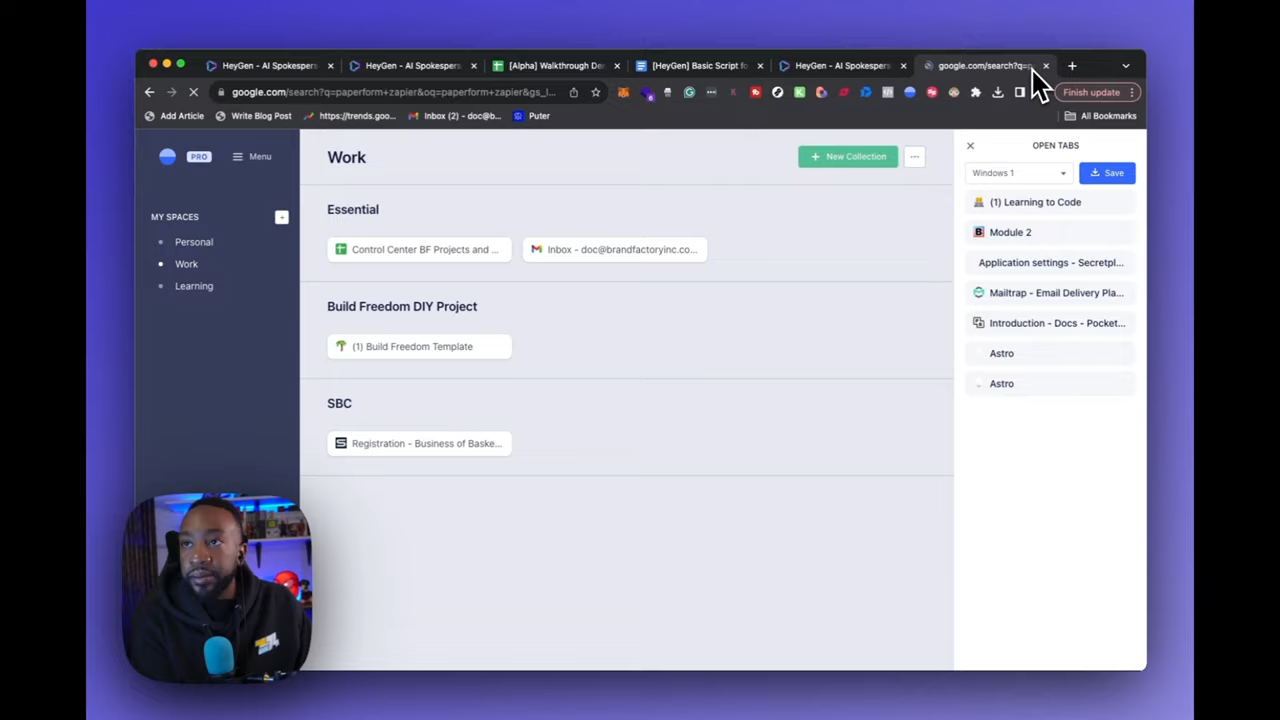 HeyGen - AI Spokespers
HeyGen - AI Spokespers
[Alpha] Walkthrough De
[HeyGen] Basic Script fo
HeyGen - AI Spokespers
google.com/search?q=p
google.com/search?q=paperform+zapier&oq=paperform+zapier&gs_l...
Finish update
Add Article
Write Blog Post
https://trends.goo...
Inbox (2) - doc@b...
Puter
All Bookmarks
PRO
Menu
MY SPACES
Personal
Work
Learning
Work
New Collection
Essential
Control Center BF Projects and ...
Inbox - doc@brandfactoryinc.co...
Build Freedom DIY Project
(1) Build Freedom Template
SBC
Registration - Business of Baske...
OPEN TABS
Windows 1
Save
(1) Learning to Code
Module 2
Application settings - Secretpl...
Mailtrap - Email Delivery Pla...
Introduction - Docs - Pocket...
Astro
Astro